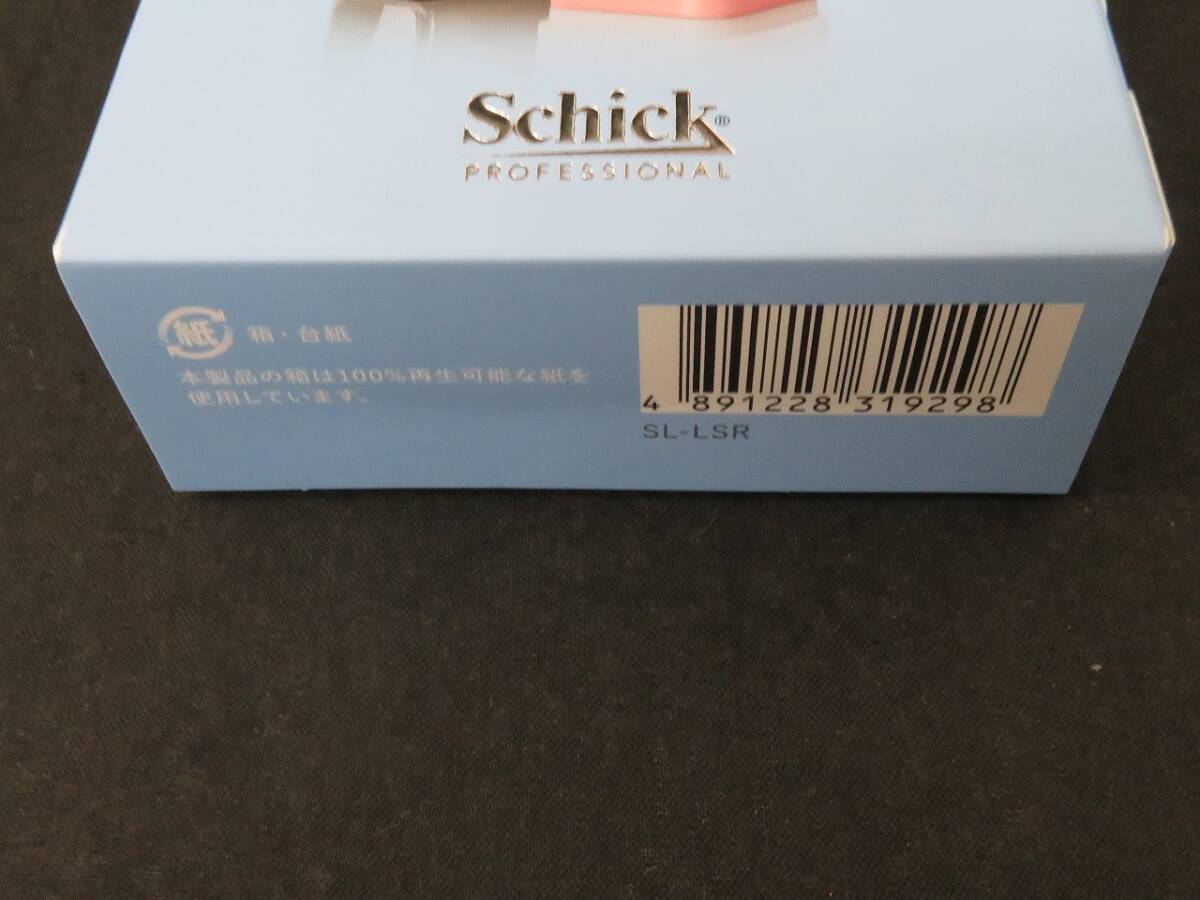 Schick®
PROFESSIONAL
紙 箱・台紙
本製品の箱は100%再生可能な紙を
使用しています。
4 891228 319298
SL-LSR